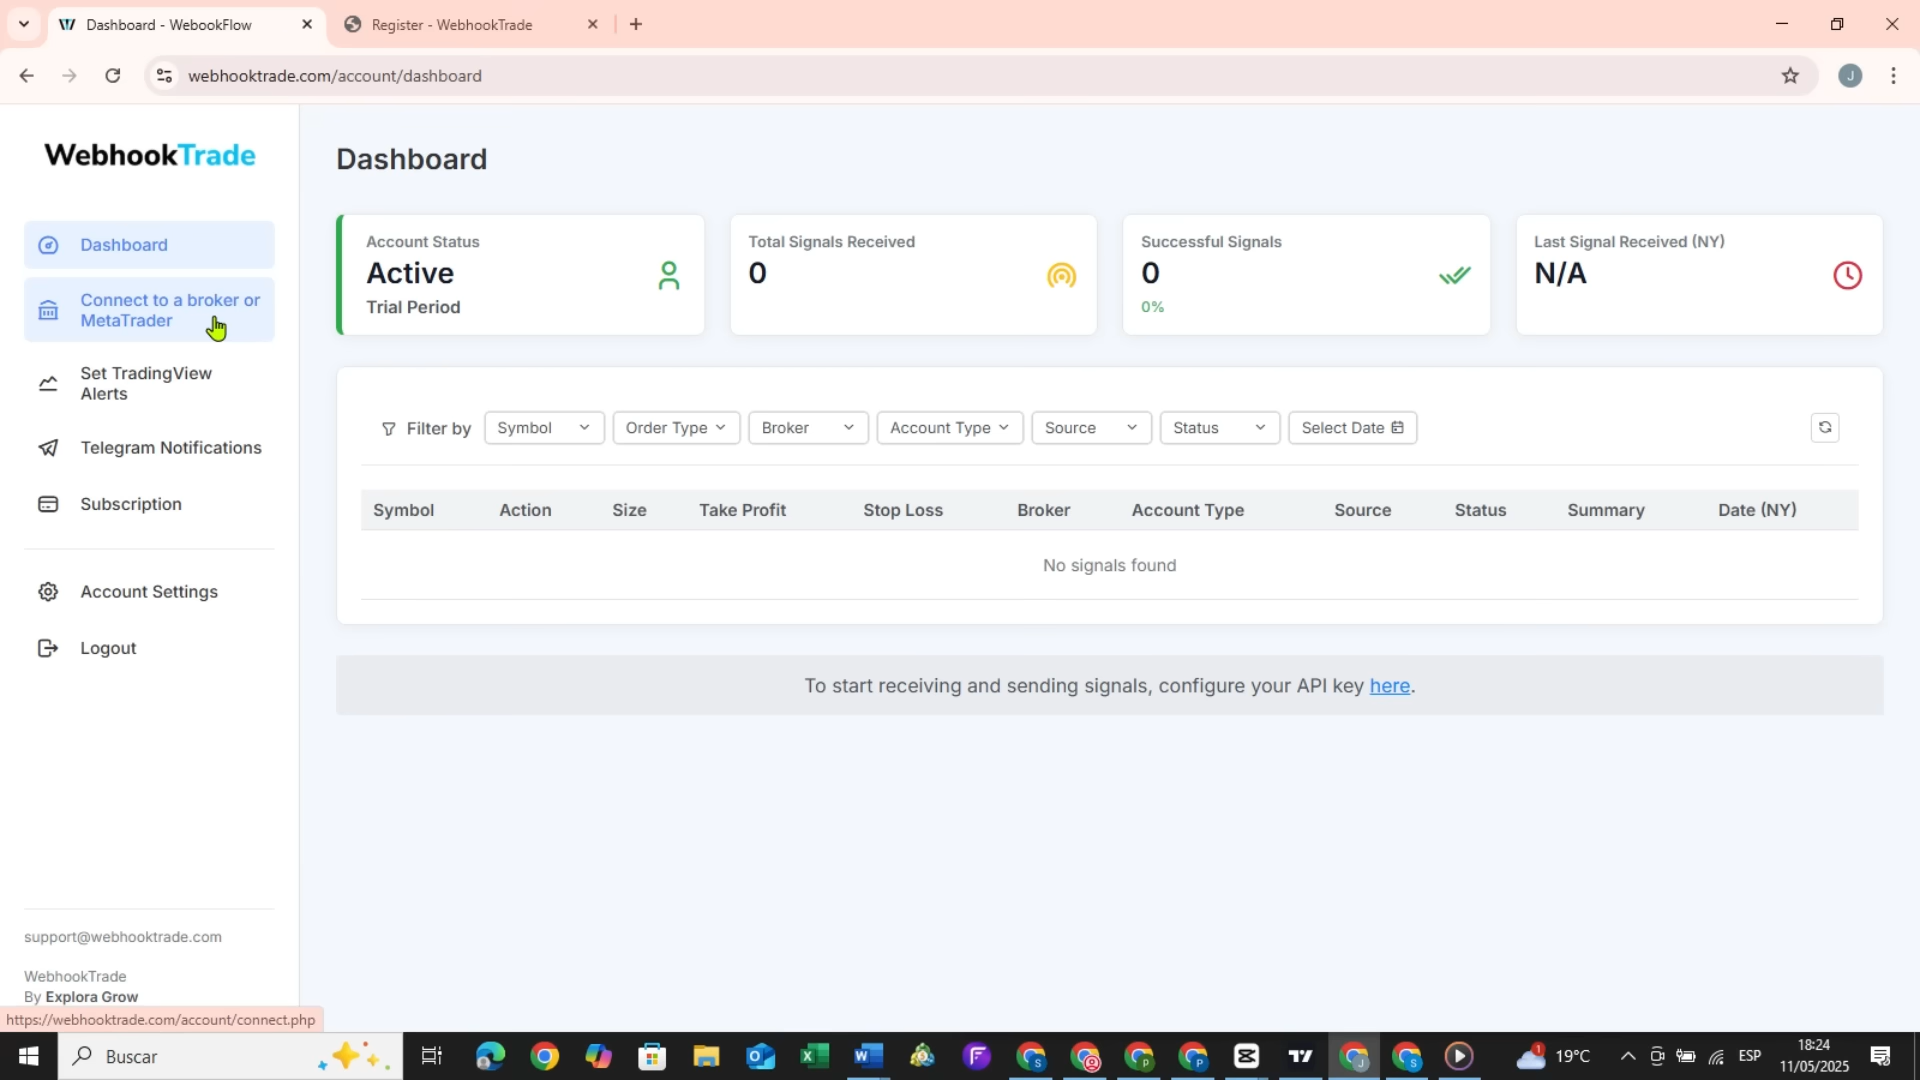 Dashboard - WebookFlow
Register - WebhookTrade
webhooktrade.com/account/dashboard
J
WebhookTrade
Dashboard
Connect to a broker or
MetaTrader
Set TradingView
Alerts
Telegram Notifications
Subscription
Account Settings
Logout
support@webhooktrade.com
WebhookTrade
By Explora Grow
https://webhooktrade.com/account/connect.php
Dashboard
Account Status
Active
Trial Period
Total Signals Received
0
Successful Signals
0
0%
Last Signal Received (NY)
N/A
Filter by Symbol Order Type Broker Account Type Source Status Select Date
Symbol Action Size Take Profit Stop Loss Broker Account Type Source Status Summary Date (NY)
No signals found
To start receiving and sending signals, configure your API key here.
Buscar
19°C
ESP
18:24
11/05/2025